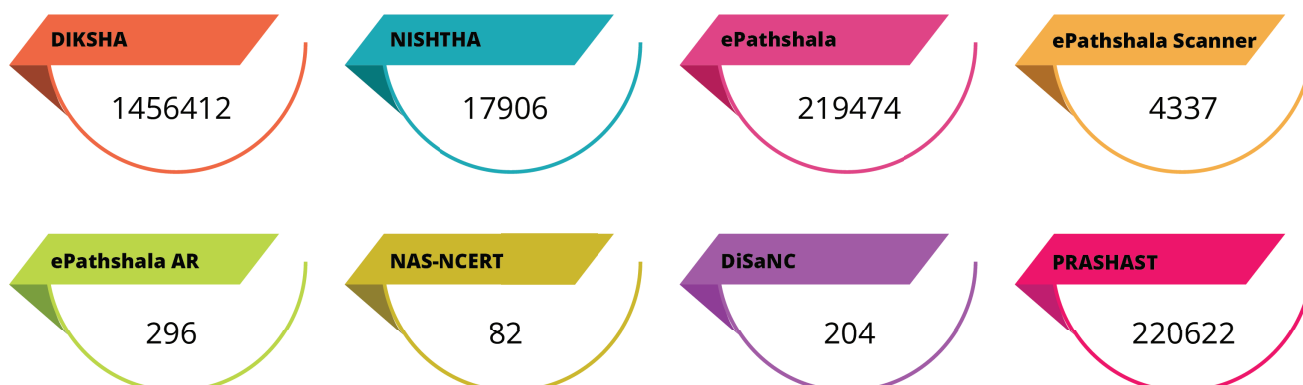 DIKSHA
1456412
NISHTHA
17906
ePathshala
219474
ePathshala Scanner
4337
ePathshala AR
296
NAS-NCERT
82
DiSaNC
204
PRASHAST
220622